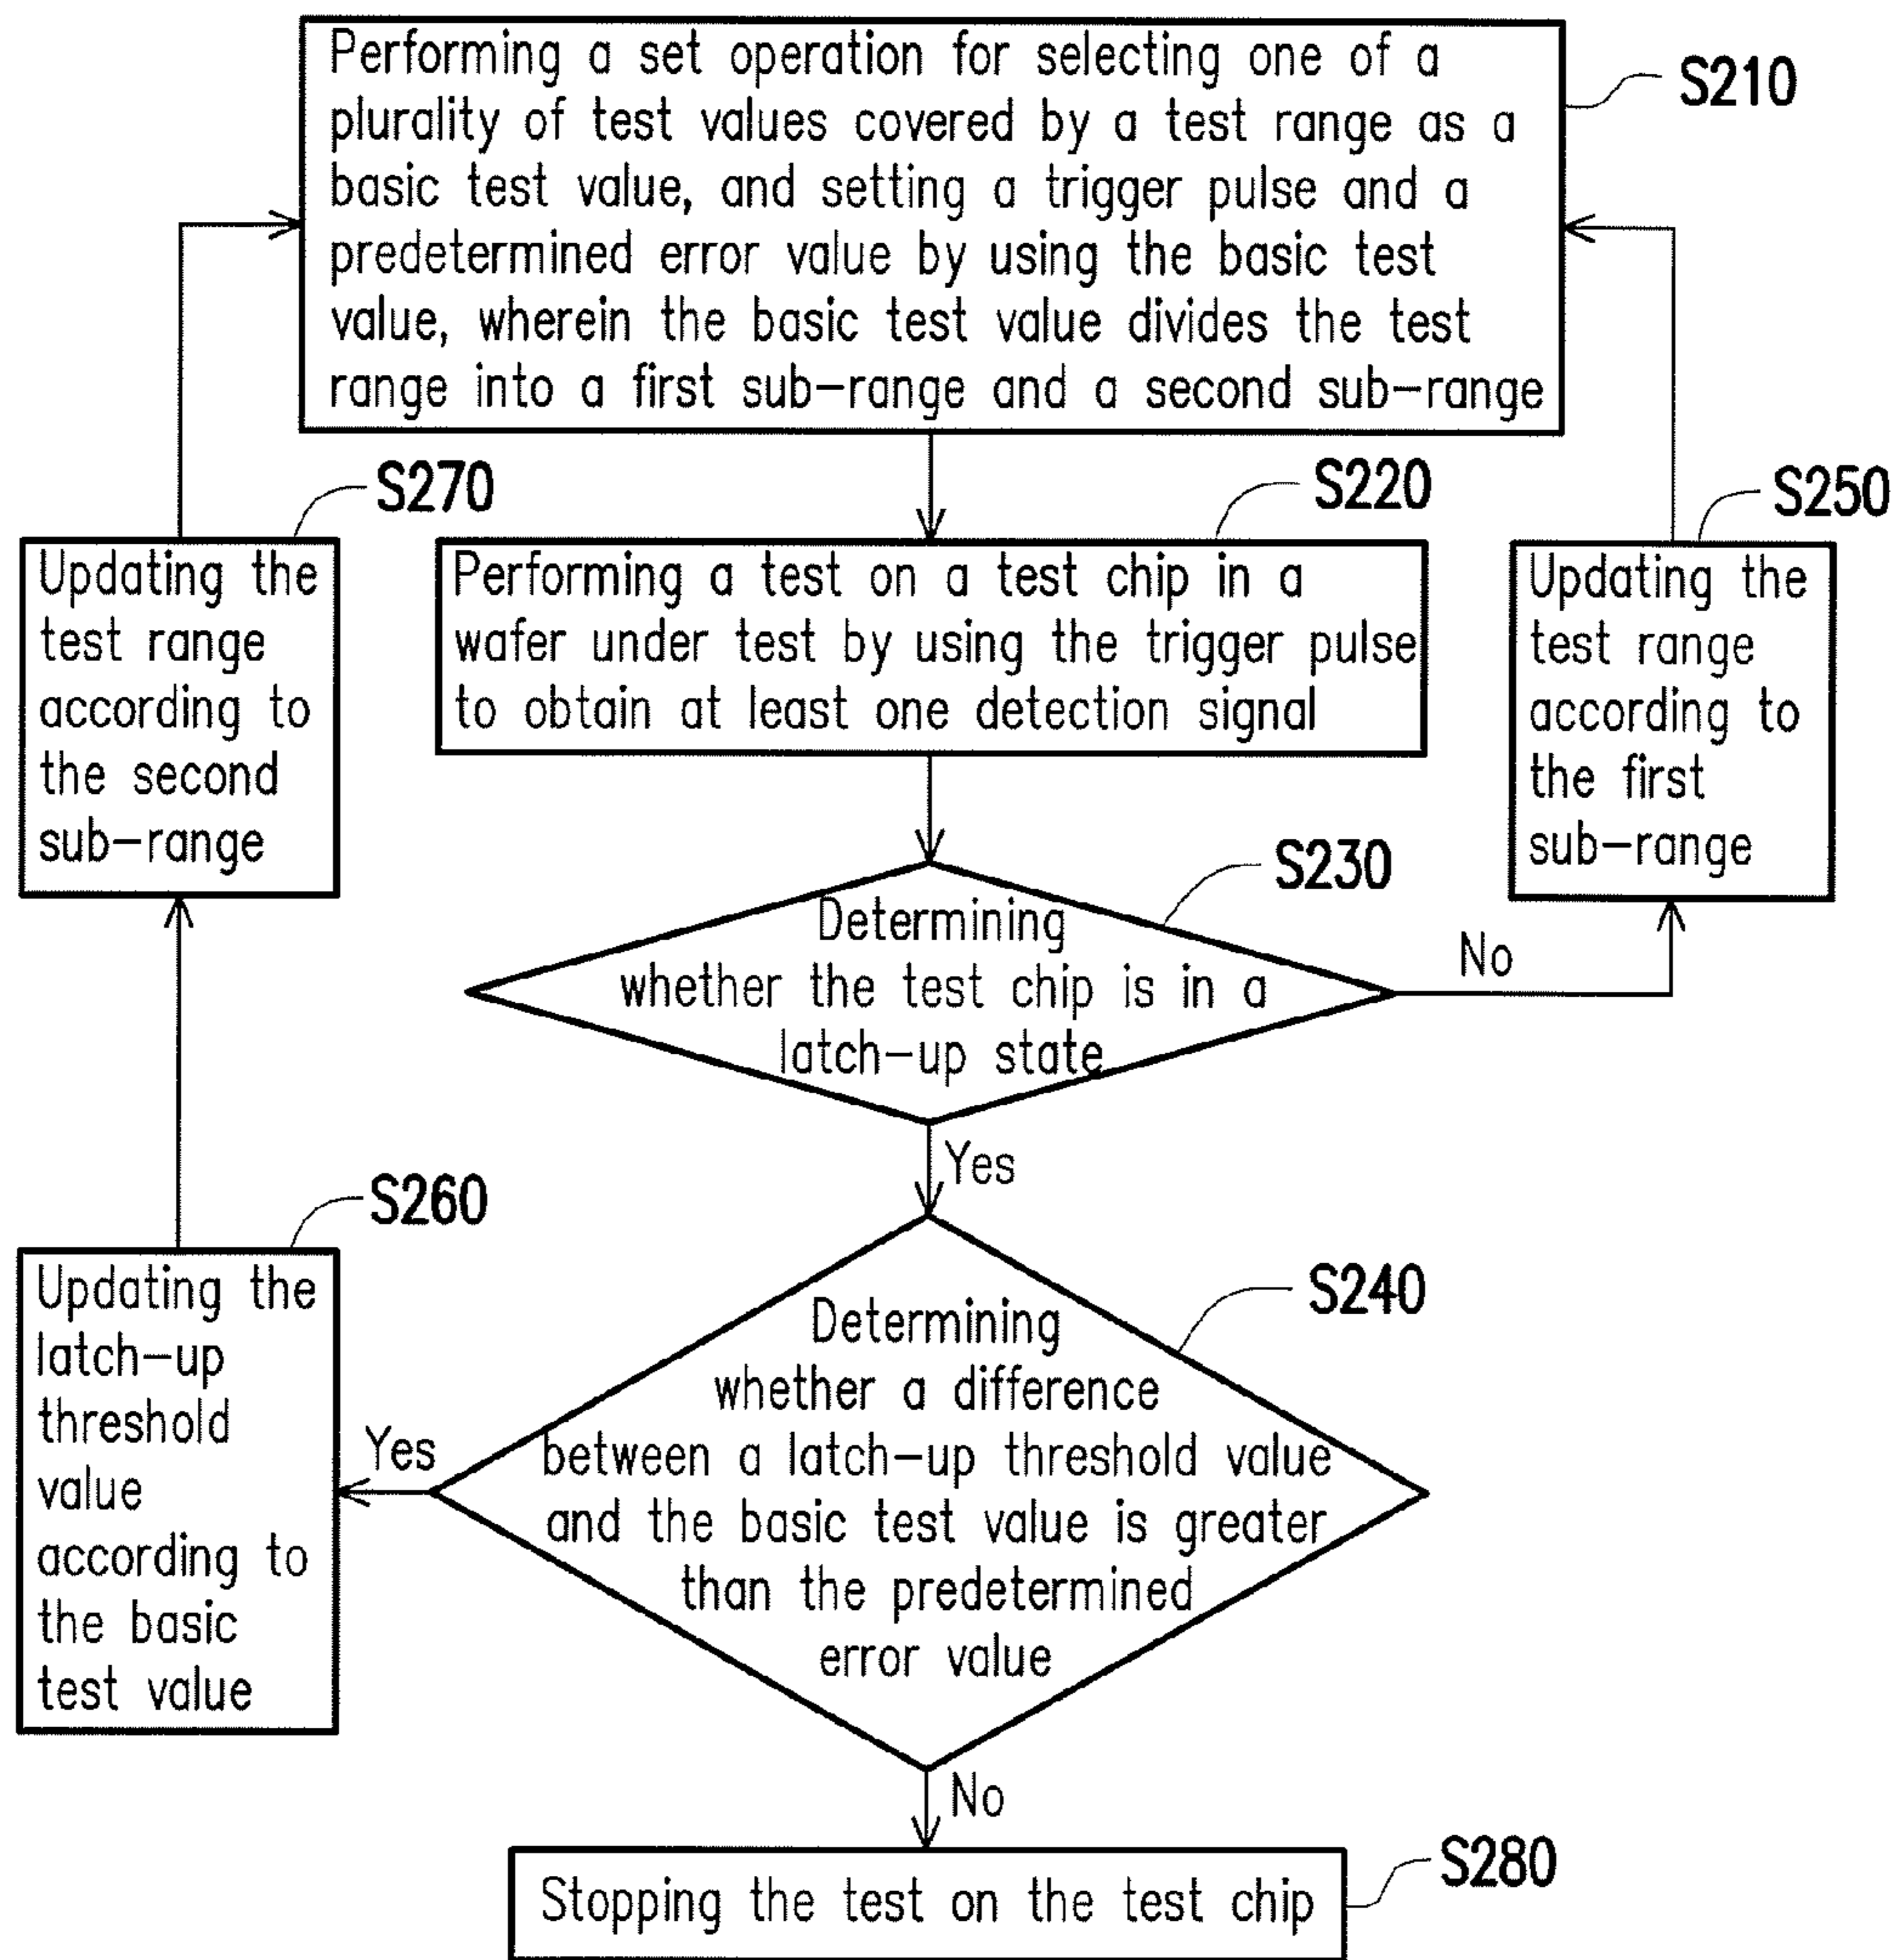 Performing a set operation for selecting one of a
plurality of test values covered by a test range as a
basic test value, and setting a trigger pulse and a
predetermined error value by using the basic test
value, wherein the basic test value divides the test
range into a first sub-range and a second sub-range
S210
S270
Updating the
test range
according to
the second
sub-range
S220
Performing a test on a test chip in a
wafer under test by using the trigger pulse
to obtain at least one detection signal
S250
Updating the
test range
according to
the first
sub-range
S230
Determining
whether the test chip is in a
latch-up state
No
Yes
S260
Updating the
latch-up
threshold
value
according to
the basic
test value
S240
Determining
whether a difference
between a latch-up threshold value
and the basic test value is greater
than the predetermined
error value
Yes
No
S280
Stopping the test on the test chip